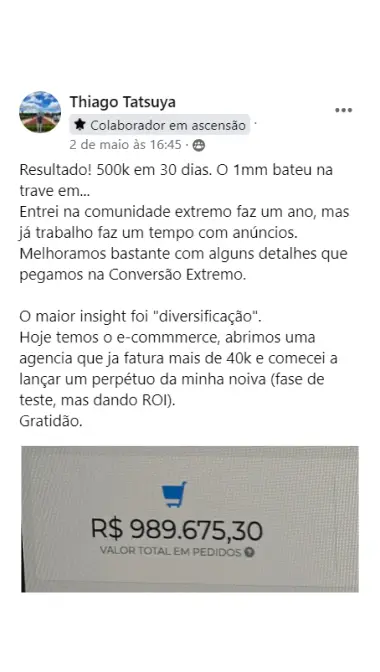 Thiago Tatsuya
Colaborador em ascensão ·
2 de maio às 16:45 ·
Resultado! 500k em 30 dias. O 1mm bateu na
trave em...
Entrei na comunidade extremo faz um ano, mas
já trabalho faz um tempo com anúncios.
Melhoramos bastante com alguns detalhes que
pegamos na Conversão Extremo.
O maior insight foi "diversificação".
Hoje temos o e-commmerce, abrimos uma
agencia que ja fatura mais de 40k e comecei a
lançar um perpétuo da minha noiva (fase de
teste, mas dando ROI).
Gratidão.
R$ 989.675,30
VALOR TOTAL EM PEDIDOS ?